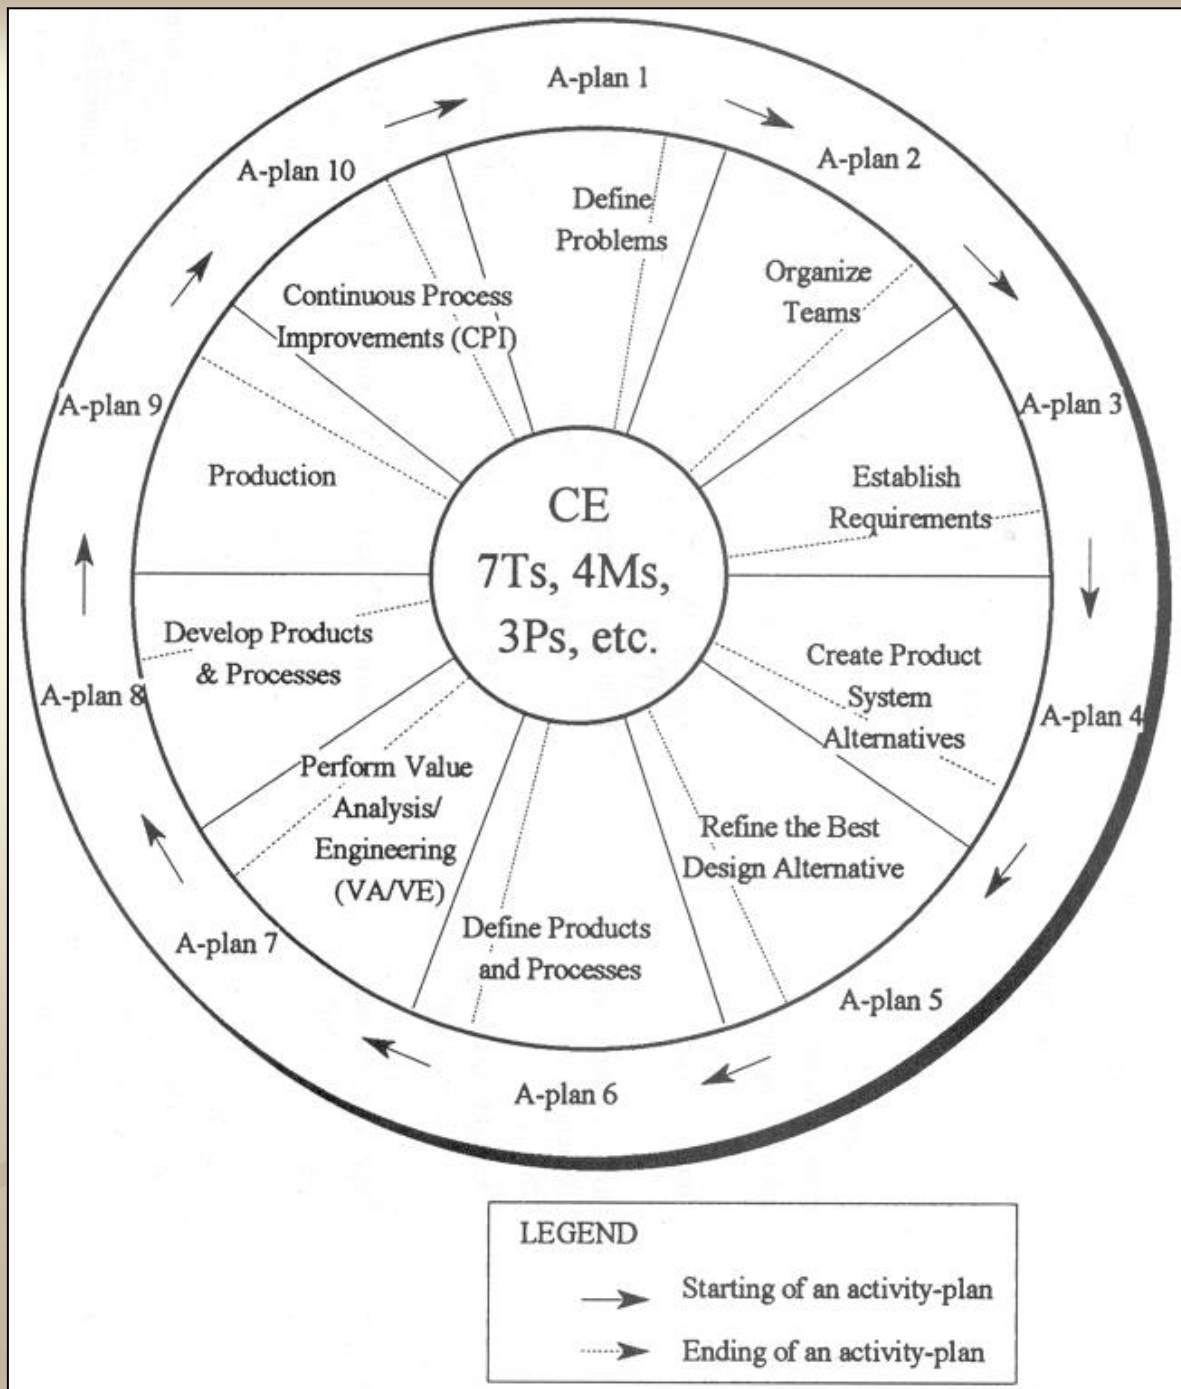 A-plan 1
A-plan 2
A-plan 3
A-plan 4
A-plan 5
A-plan 6
A-plan 7
A-plan 8
A-plan 9
A-plan 10
Define
Problems
Organize
Teams
Establish
Requirements
Create Product
System
Alternatives
Refine the Best
Design Alternative
Define Products
and Processes
Perform Value
Analysis/
Engineering
(VA/VE)
Develop Products
& Processes
Production
Continuous Process
Improvements (CPI)
CE
7Ts, 4Ms,
3Ps, etc.
LEGEND
Starting of an activity-plan
Ending of an activity-plan